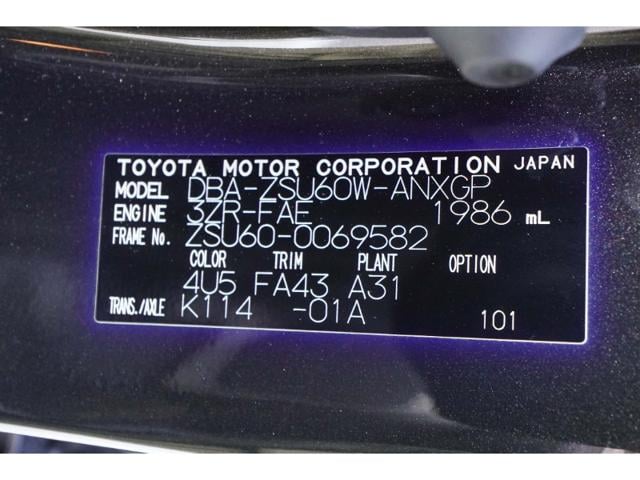 TOYOTA MOTOR CORPORATION JAPAN
MODEL DBA-ZSU60W-ANXGP
ENGINE 3ZR-FAE 1986 mL
FRAME No. ZSU60-0069582
COLOR TRIM PLANT OPTION
4U5 FA43 A31
TRANS./AXLE K114 -01A 101